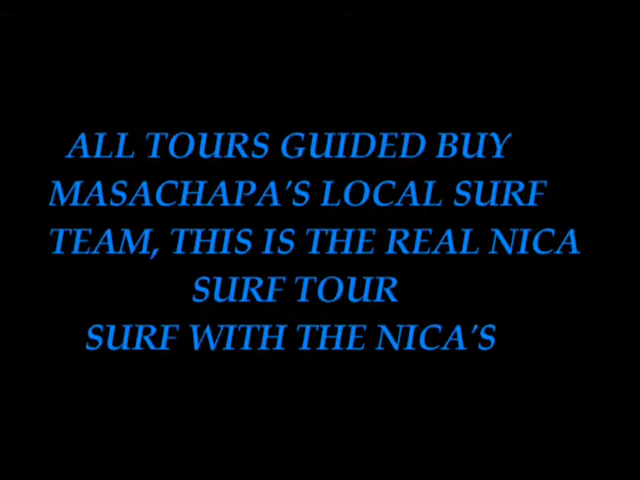 ALL TOURS GUIDED BUY
MASACHAPA'S LOCAL SURF
TEAM, THIS IS THE REAL NICA
SURF TOUR
SURF WITH THE NICA'S